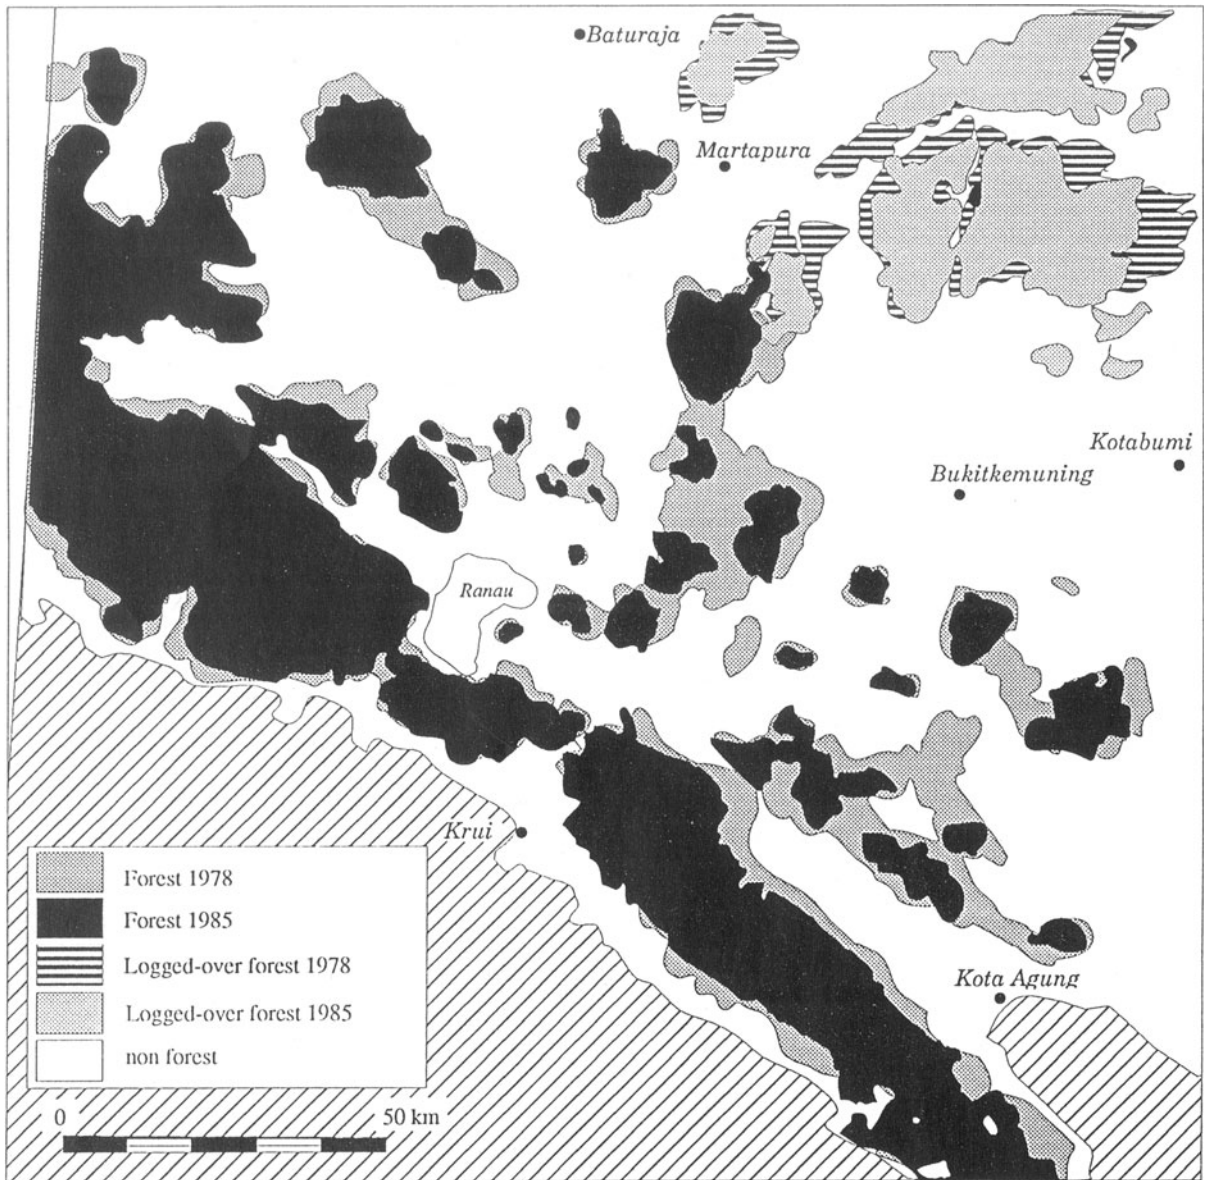 Baturaja
Martapura
Kotabumi
Bukitkemuning
Ranau
Krui
Forest 1978
Forest 1985
Logged-over forest 1978
Logged-over forest 1985
non forest
Kota Agung
0 50 km